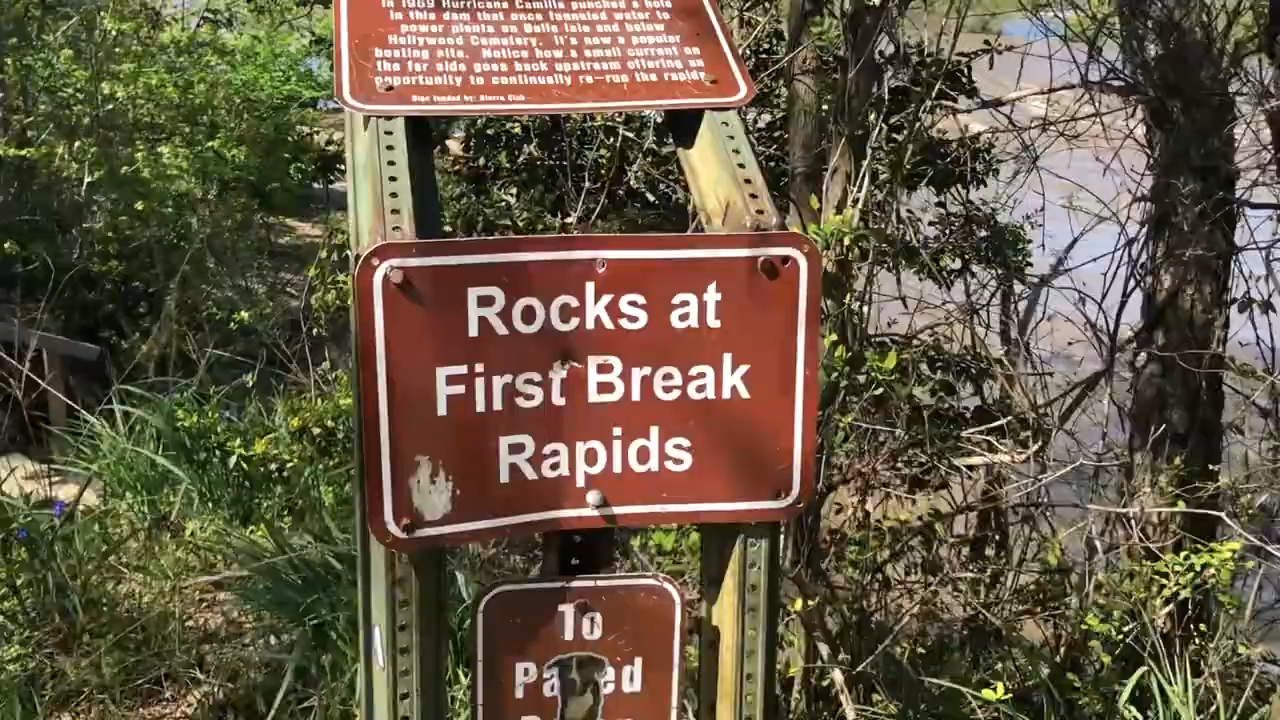 In 1969 Hurricane Camille punched a hole
in this dam that once funneled water to
power plants on Belle Isle and below
Hollywood Cemetery. It's now a popular
boating site. Notice how a small current on
the far side goes back upstream offering an
opportunity to continually re-run the rapids
Sign funded by: Sierra Club
Rocks at
First Break
Rapids
To